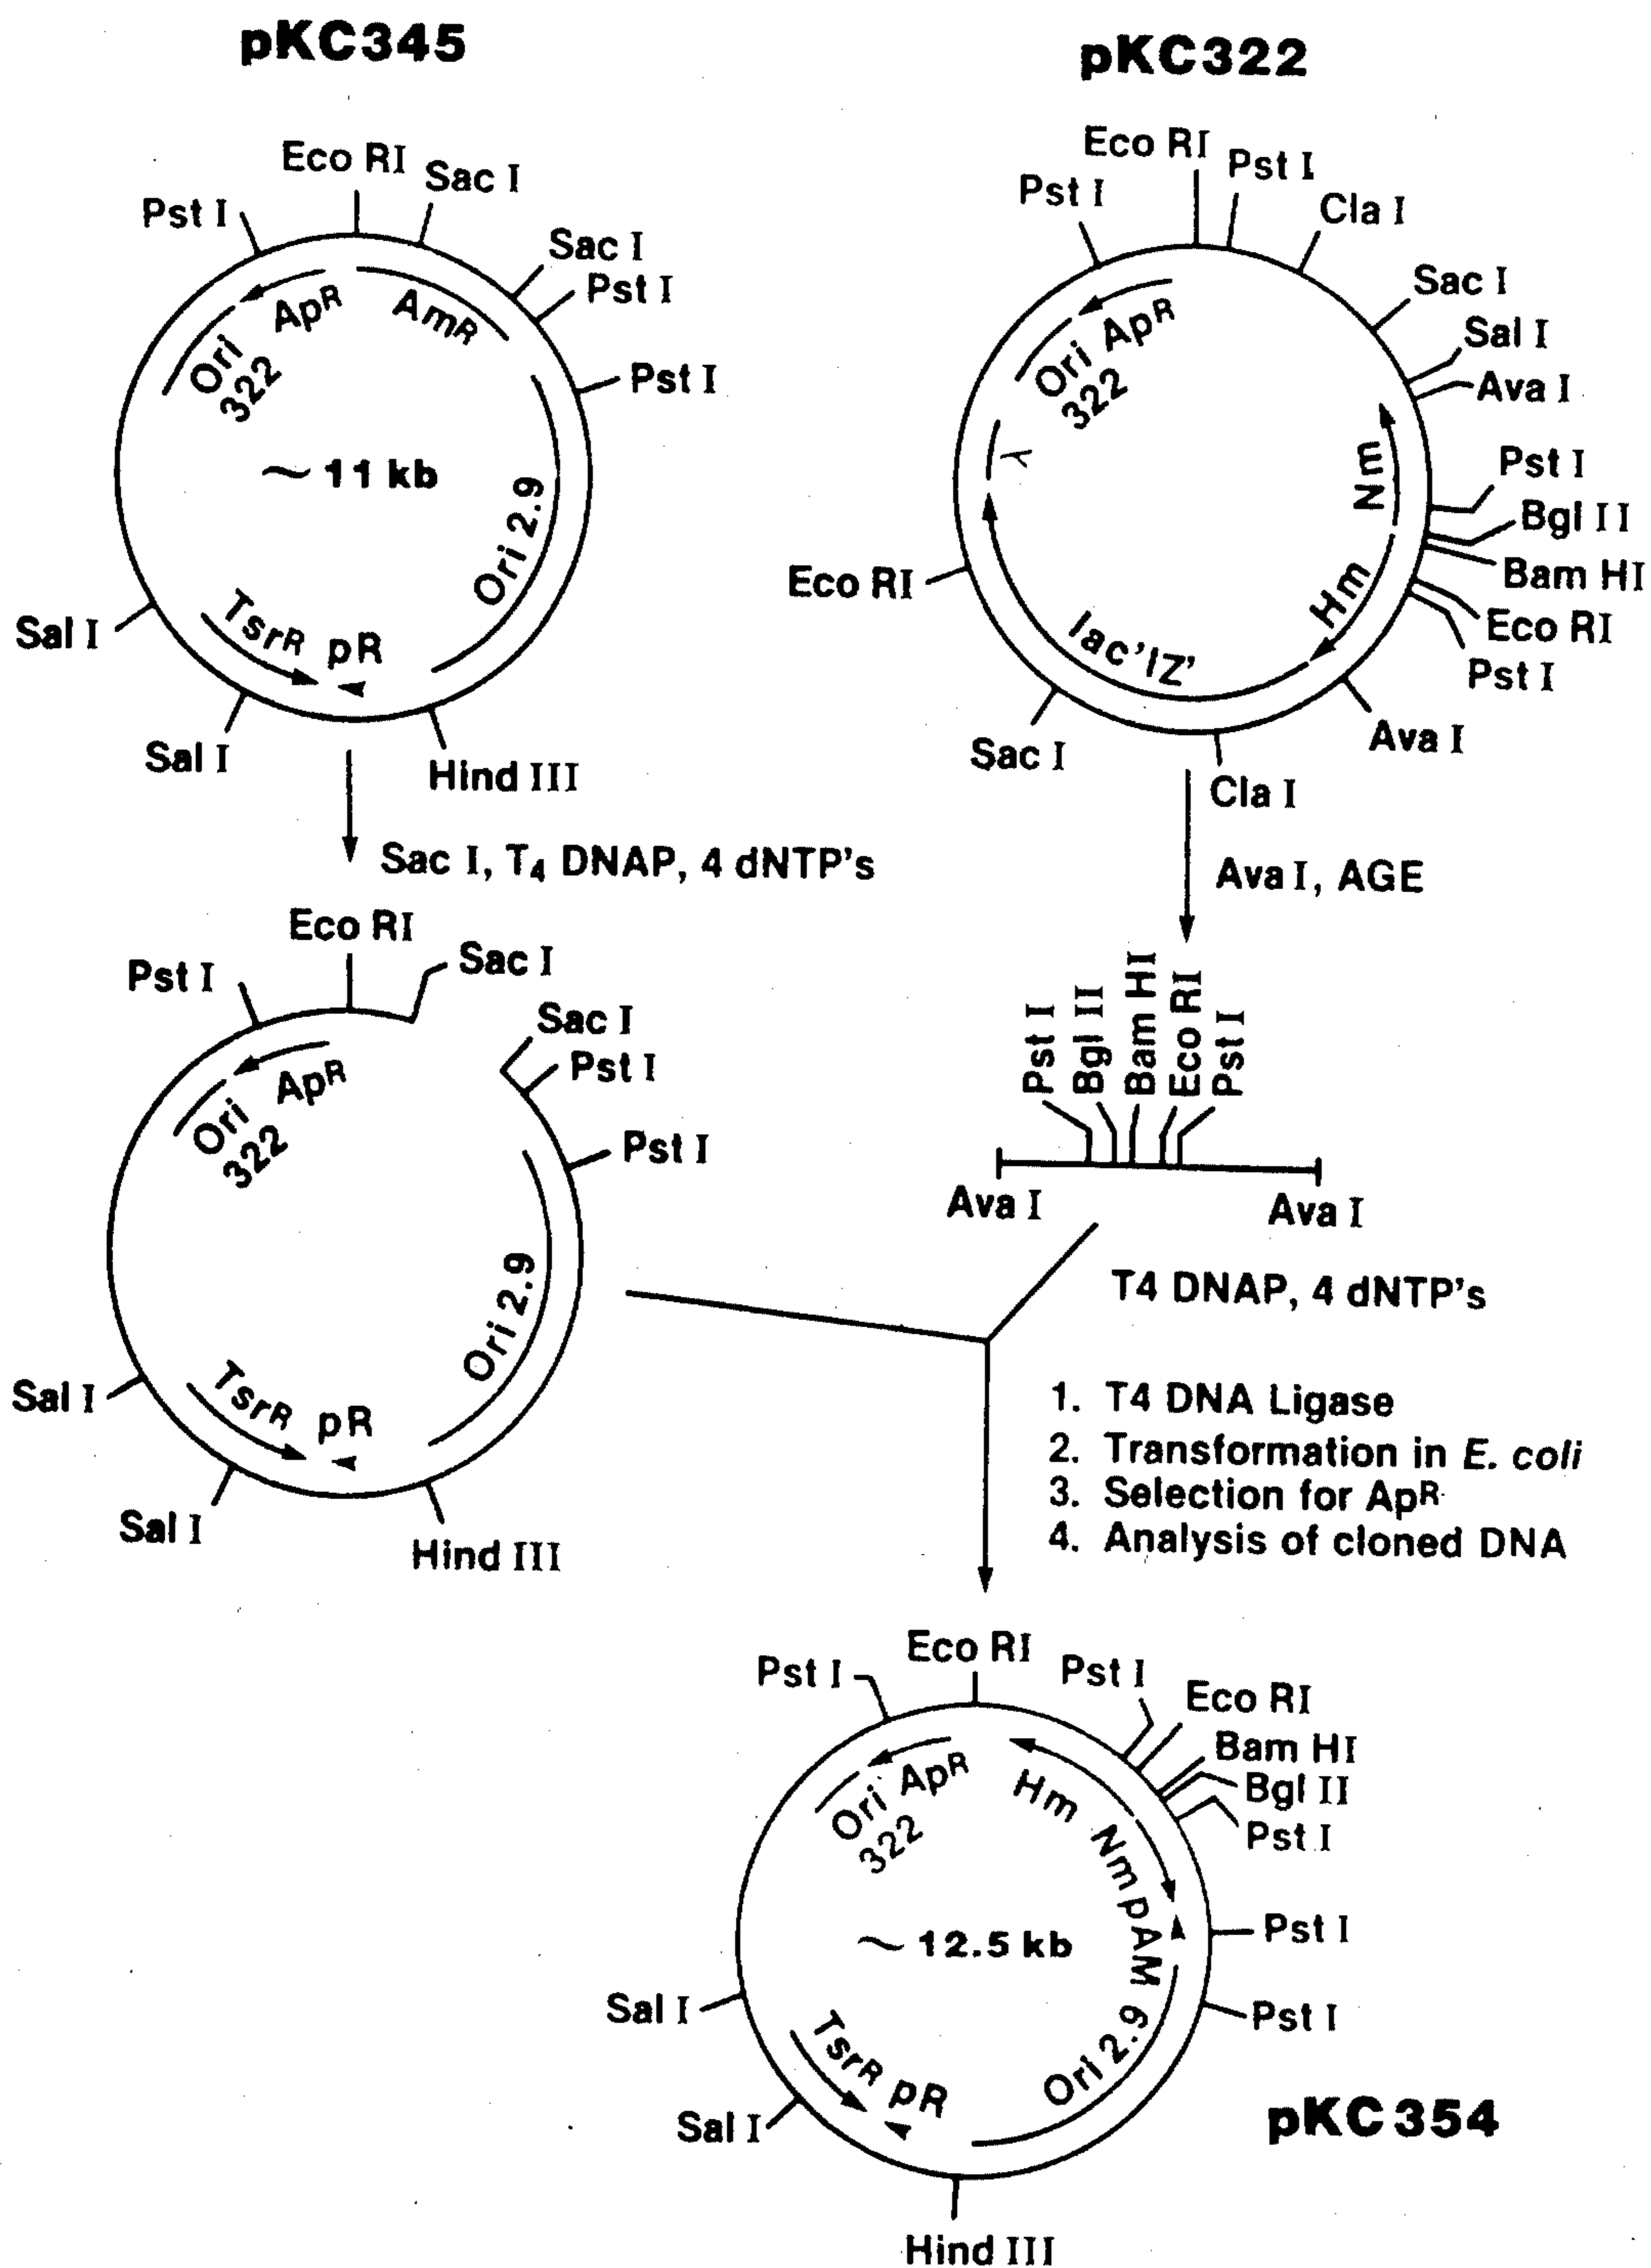 pKC345
Eco RI
Sac I
Pst I
Sac I
Pst I
Pst I
ApR
AmR
Ori
322
~ 11 kb
Ori 2.9
TsrR
pR
Sal I
Sal I
Hind III
pKC322
Eco RI
Pst I
Pst I
Cla I
Sac I
Sal I
Ava I
Pst I
Bgl II
Bam HI
Eco RI
Pst I
Ava I
Cla I
Sac I
Eco RI
Ori
322
ApR
Y
Nm
Hm
lac'IZ'
Sac I, T4 DNAP, 4 dNTP's
Ava I, AGE
Eco RI
Pst I
Sac I
Sac I
Pst I
Pst I
Ori
322
ApR
Ori 2.9
TsrR
pR
Sal I
Sal I
Hind III
Pst I
Bgl II
Bam HI
Eco RI
Pst I
Ava I
Ava I
T4 DNAP, 4 dNTP's
1. T4 DNA Ligase
2. Transformation in E. coli
3. Selection for ApR
4. Analysis of cloned DNA
Eco RI
Pst I
Pst I
Eco RI
Bam HI
Bgl II
Pst I
Pst I
Pst I
Ori
322
ApR
Hm
Nm
pAM
~ 12.5 kb
Ori 2.9
TsrR
pR
Sal I
Sal I
Hind III
pKC354